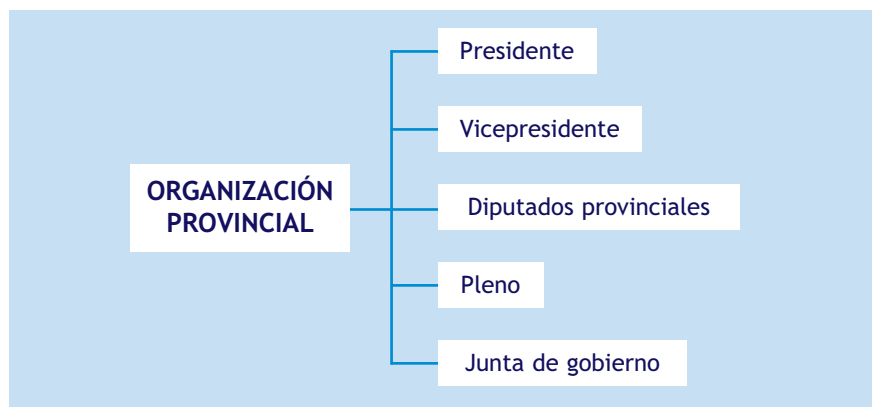 ORGANIZACIÓN
PROVINCIAL
Presidente
Vicepresidente
Diputados provinciales
Pleno
Junta de gobierno